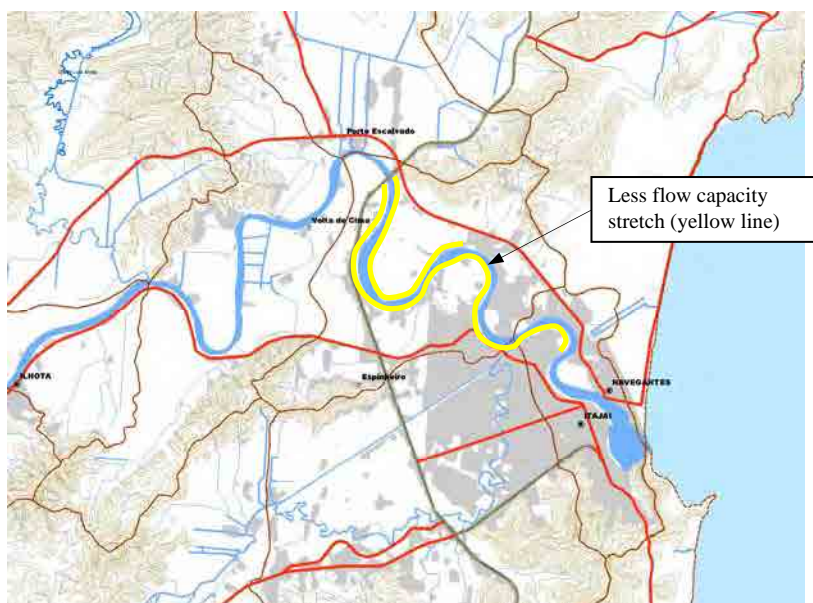 Porto Escalvado
Less flow capacity
stretch (yellow line)
Volta de Cima
ILHOTA
Espinheiro
NAVEGANTES
ITAJAÍ